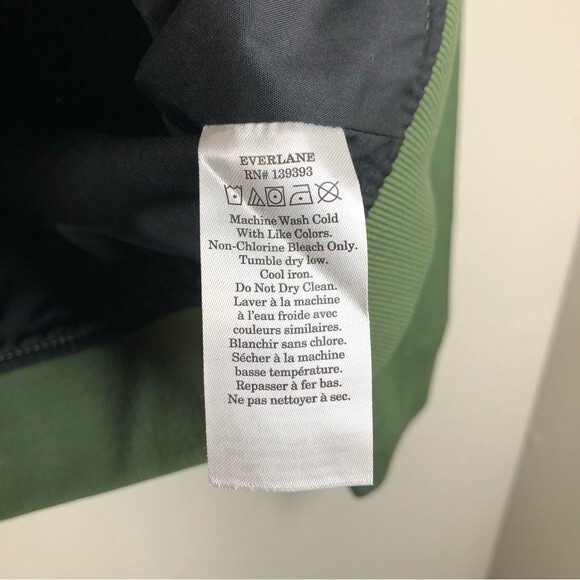 EVERLANE
RN# 139393
Machine Wash Cold
With Like Colors.
Non-Chlorine Bleach Only.
Tumble dry low.
Cool iron.
Do Not Dry Clean.
Laver à la machine
à l'eau froide avec
couleurs similaires.
Blanchir sans chlore.
Sécher à la machine
basse température.
Repasser à fer bas.
Ne pas nettoyer à sec.